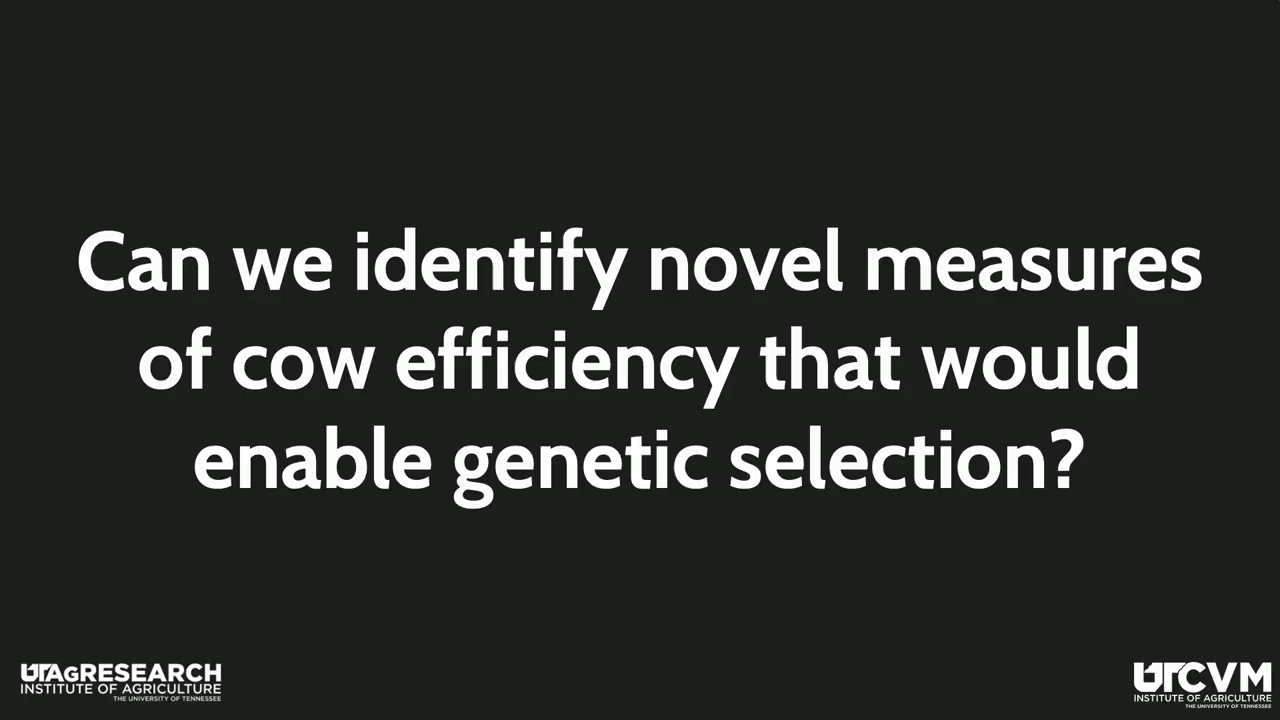 Can we identify novel measures
of cow efficiency that would
enable genetic selection?
UTAGRESEARCH
INSTITUTE OF AGRICULTURE
THE UNIVERSITY OF TENNESSEE
UTCVM
INSTITUTE OF AGRICULTURE
THE UNIVERSITY OF TENNESSEE